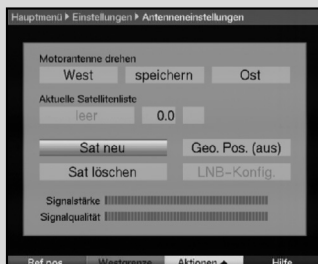 Hauptmenü ▸ Einstellungen ▸ Antenneneinstellungen
Motorantenne drehen
West speichern Ost
Aktuelle Satellitenliste
leer 0.0
Sat neu Geo. Pos. (aus)
Sat löschen LNB-Konfig.
Signalstärke
Signalqualität
Ref.pos. Westgrenze Aktionen Hilfe